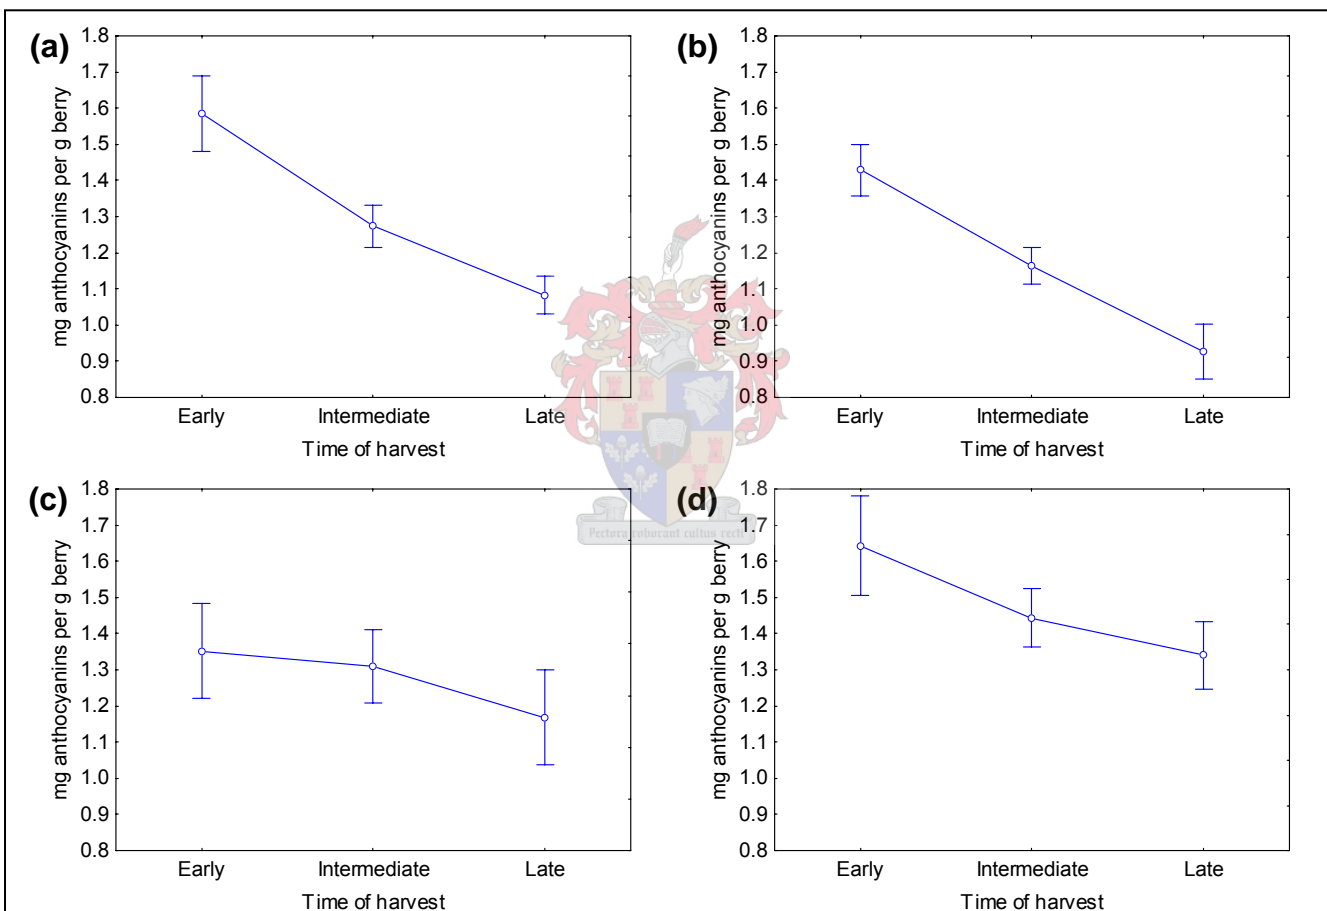 (a)
mg anthocyanins per g berry
1.8
1.7
1.6
1.5
1.4
1.3
1.2
1.1
1.0
0.9
0.8
Early Intermediate Late
Time of harvest
(b)
mg anthocyanins per g berry
1.8
1.7
1.6
1.5
1.4
1.3
1.2
1.1
1.0
0.9
0.8
Early Intermediate Late
Time of harvest
Pectora roborant cultus recti
(c)
mg anthocyanins per g berry
1.8
1.7
1.6
1.5
1.4
1.3
1.2
1.1
1.0
0.9
0.8
Early Intermediate Late
Time of harvest
(d)
mg anthocyanins per g berry
1.8
1.7
1.6
1.5
1.4
1.3
1.2
1.1
1.0
0.9
0.8
Early Intermediate Late
Time of harvest